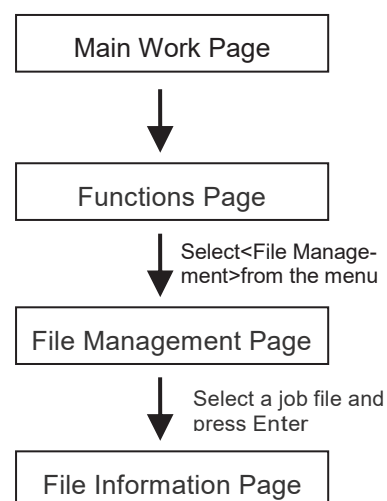 Main Work Page
Functions Page
Select<File Manage-
ment>from the menu
File Management Page
Select a job file and
press Enter
File Information Page